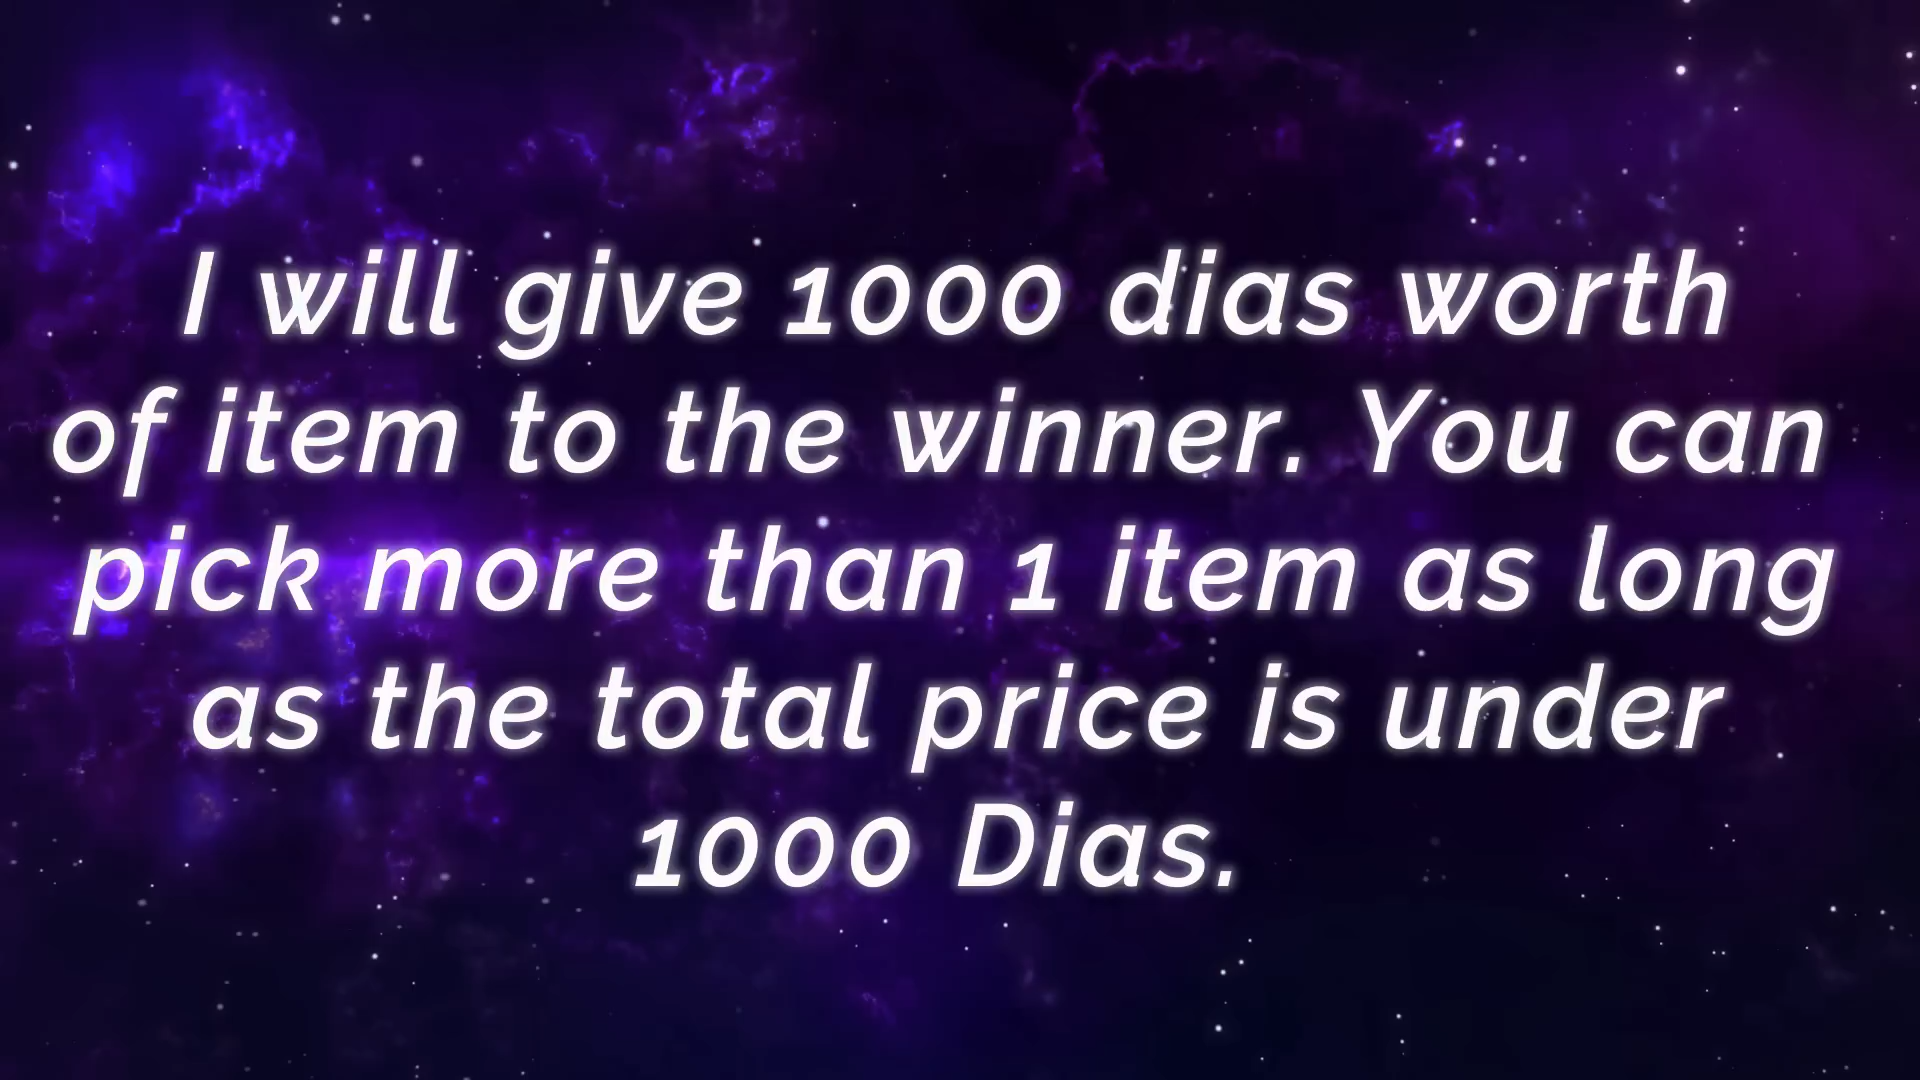 I will give 1000 dias worth
of item to the winner. You can
pick more than 1 item as long
as the total price is under
1000 Dias.